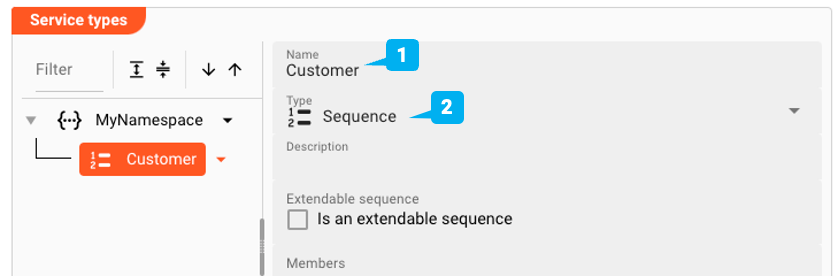 Service types
Filter
MyNamespace
Customer
Name
Customer
1
Type
Sequence
2
Description
Extendable sequence
Is an extendable sequence
Members